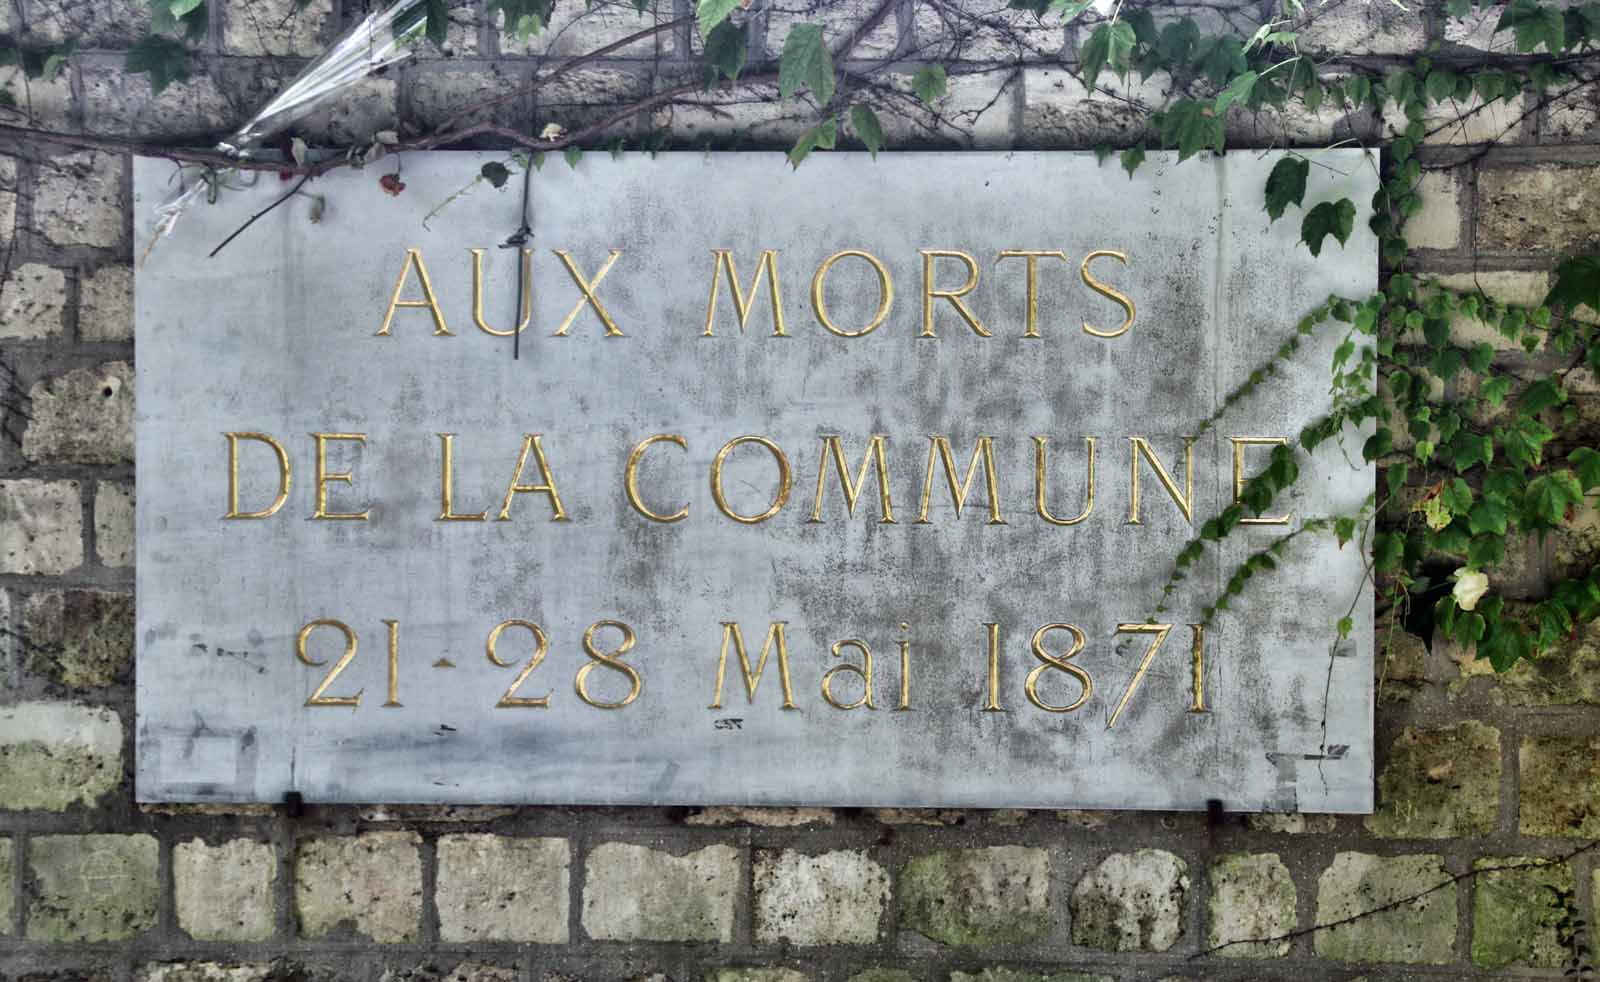 AUX MORTS
DE LA COMMUNE
21-28 Mai 1871